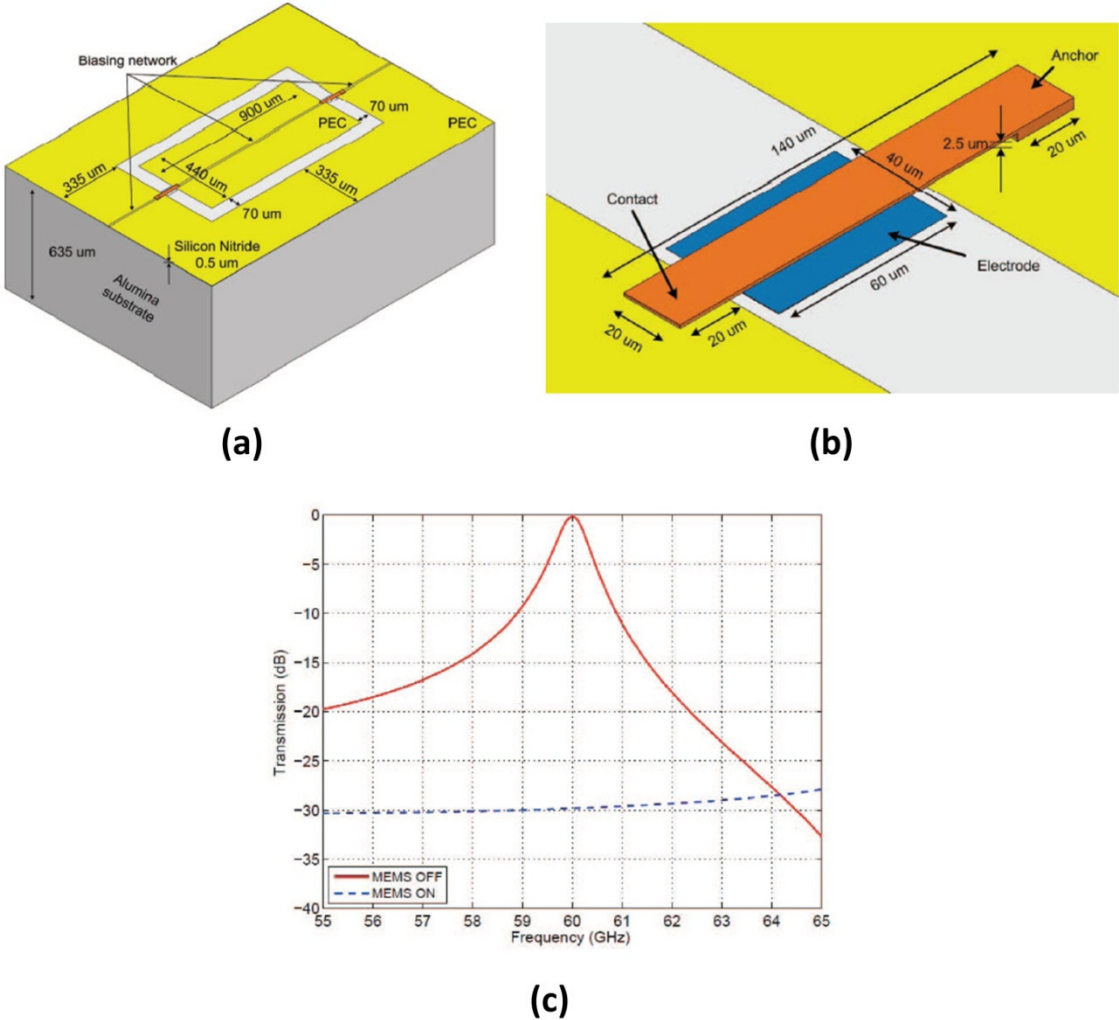 Biasing network
900 um
70 um
PEC
PEC
335 um
440 um
335 um
70 um
635 um
Silicon Nitride
0.5 um
Alumina
substrate
(a)
Anchor
140 um
2.5 um
20 um
40 um
Contact
Electrode
60 um
20 um
20 um
(b)
Transmission (dB)
0
−5
−10
−15
−20
−25
−30
−35
−40
MEMS OFF
MEMS ON
55 56 57 58 59 60 61 62 63 64 65
Frequency (GHz)
(c)